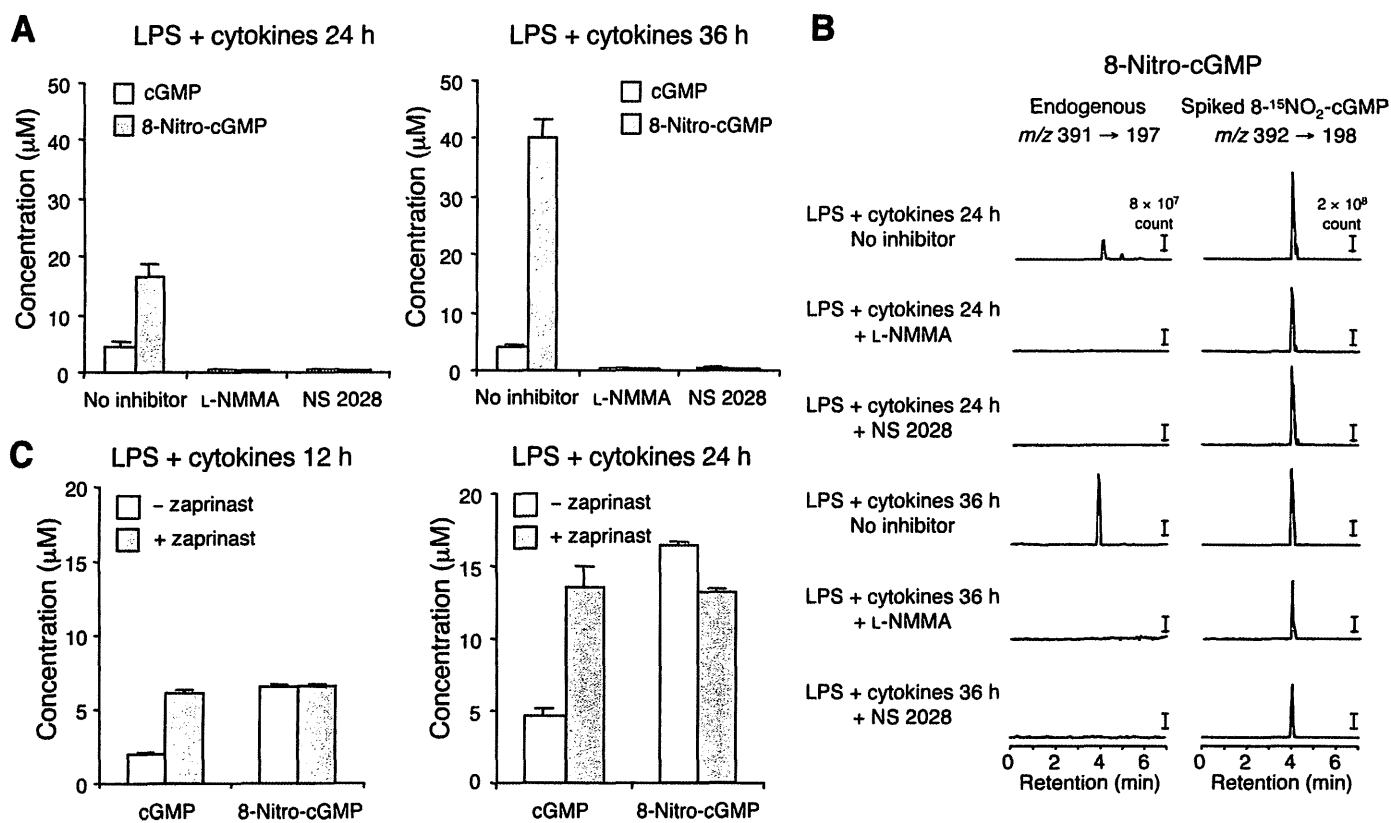 A
LPS + cytokines 24 h
50
40
30
20
10
0
Concentration (µM)
cGMP
8-Nitro-cGMP
No inhibitor
L-NMMA
NS 2028
LPS + cytokines 36 h
50
40
30
20
10
0
Concentration (µM)
cGMP
8-Nitro-cGMP
No inhibitor
L-NMMA
NS 2028
B
8-Nitro-cGMP
Endogenous
m/z 391 → 197
Spiked 8-¹⁵NO₂-cGMP
m/z 392 → 198
LPS + cytokines 24 h
No inhibitor
8 × 10⁷
count
2 × 10⁸
count
LPS + cytokines 24 h
+ L-NMMA
LPS + cytokines 24 h
+ NS 2028
LPS + cytokines 36 h
No inhibitor
LPS + cytokines 36 h
+ L-NMMA
LPS + cytokines 36 h
+ NS 2028
0 2 4 6
Retention (min)
0 2 4 6
Retention (min)
C
LPS + cytokines 12 h
20
15
10
5
0
Concentration (µM)
– zaprinast
+ zaprinast
cGMP
8-Nitro-cGMP
LPS + cytokines 24 h
20
15
10
5
0
Concentration (µM)
– zaprinast
+ zaprinast
cGMP
8-Nitro-cGMP